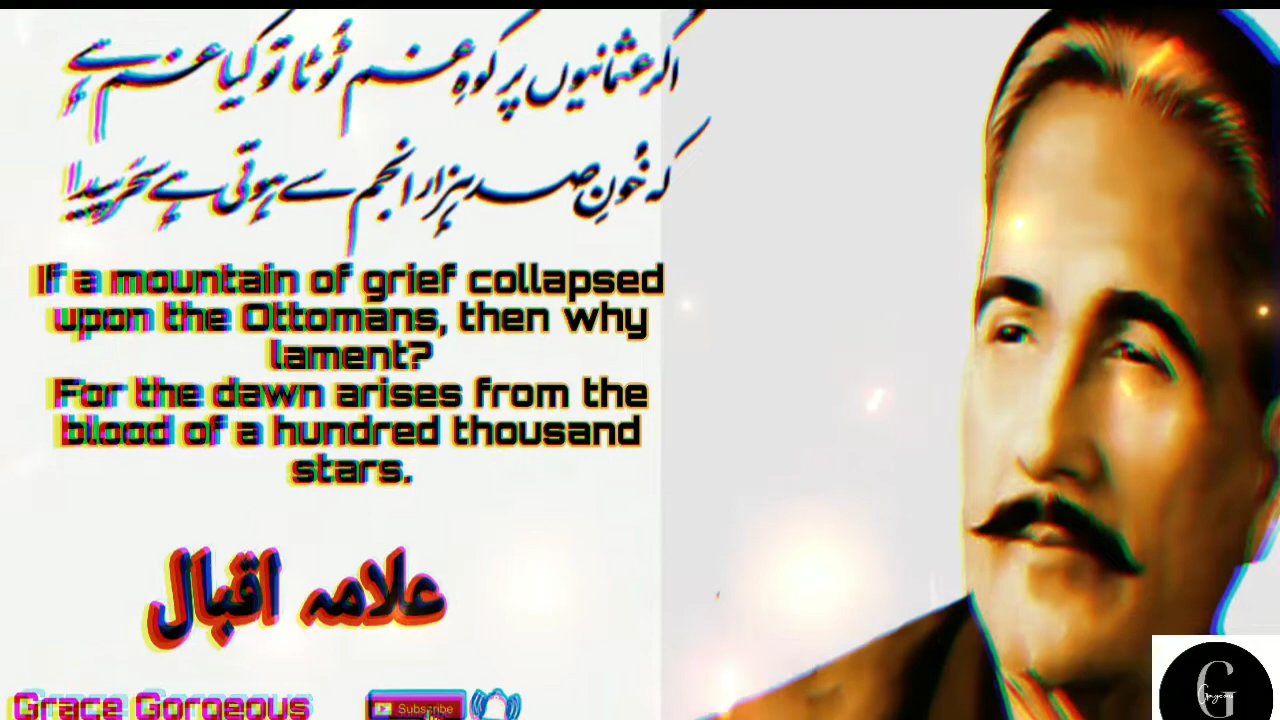 اگر عثمانیوں پر کوہِ غم ٹوٹا تو کیا غم ہے
کہ خُونِ صد ہزار انجم سے ہوتی ہے سَحر پیدا!
If a mountain of grief collapsed
upon the Ottomans, then why
lament?
For the dawn arises from the
blood of a hundred thousand
stars.
علامہ اقبال
Grace Gorgeous
Subscribe
G